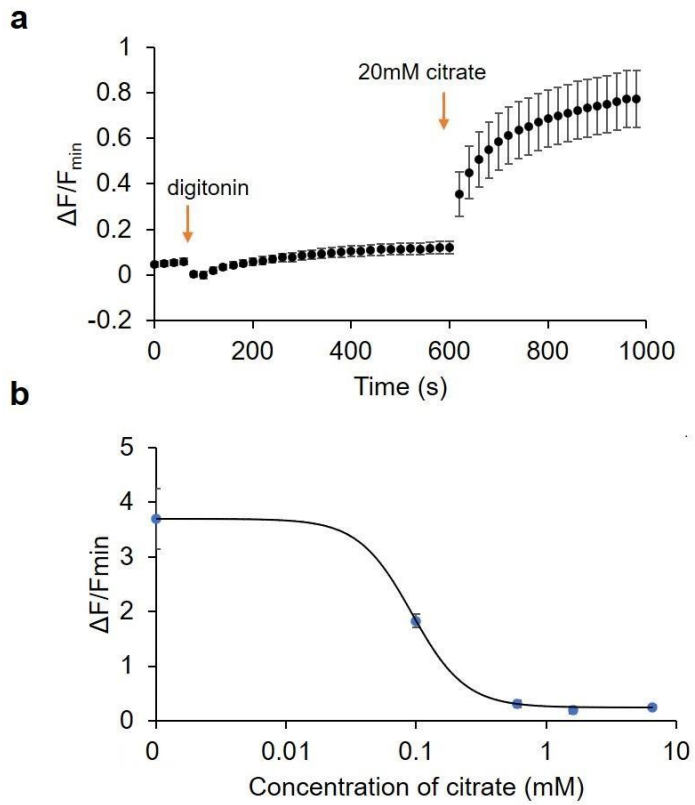 a
1
0.8
0.6
0.4
0.2
0
-0.2
ΔF/Fmin
digitonin
20mM citrate
0 200 400 600 800 1000
Time (s)
b
5
4
3
2
1
0
ΔF/Fmin
0 0.01 0.1 1 10
Concentration of citrate (mM)